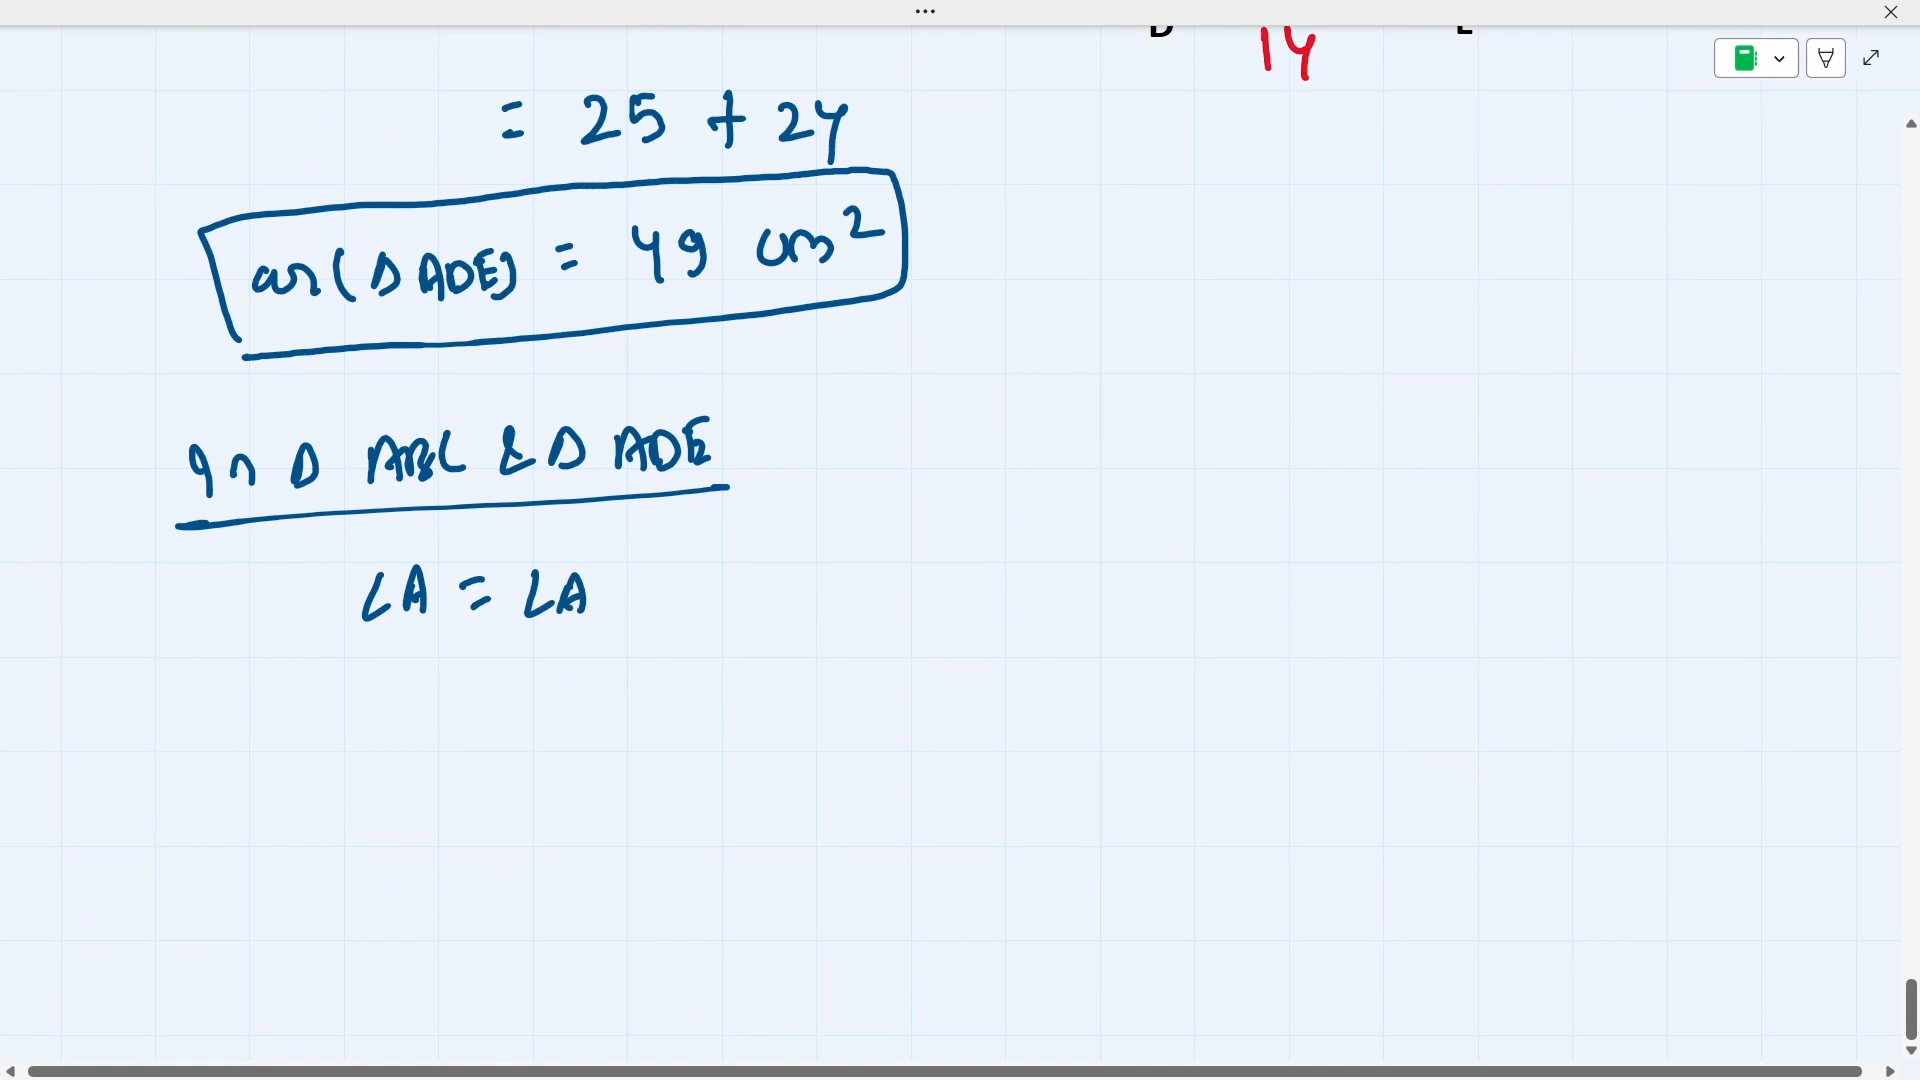 D 14 E
= 25 + 24
ar(Δ ADE) = 49 cm²
In Δ ABC & Δ ADE
∠A = ∠A